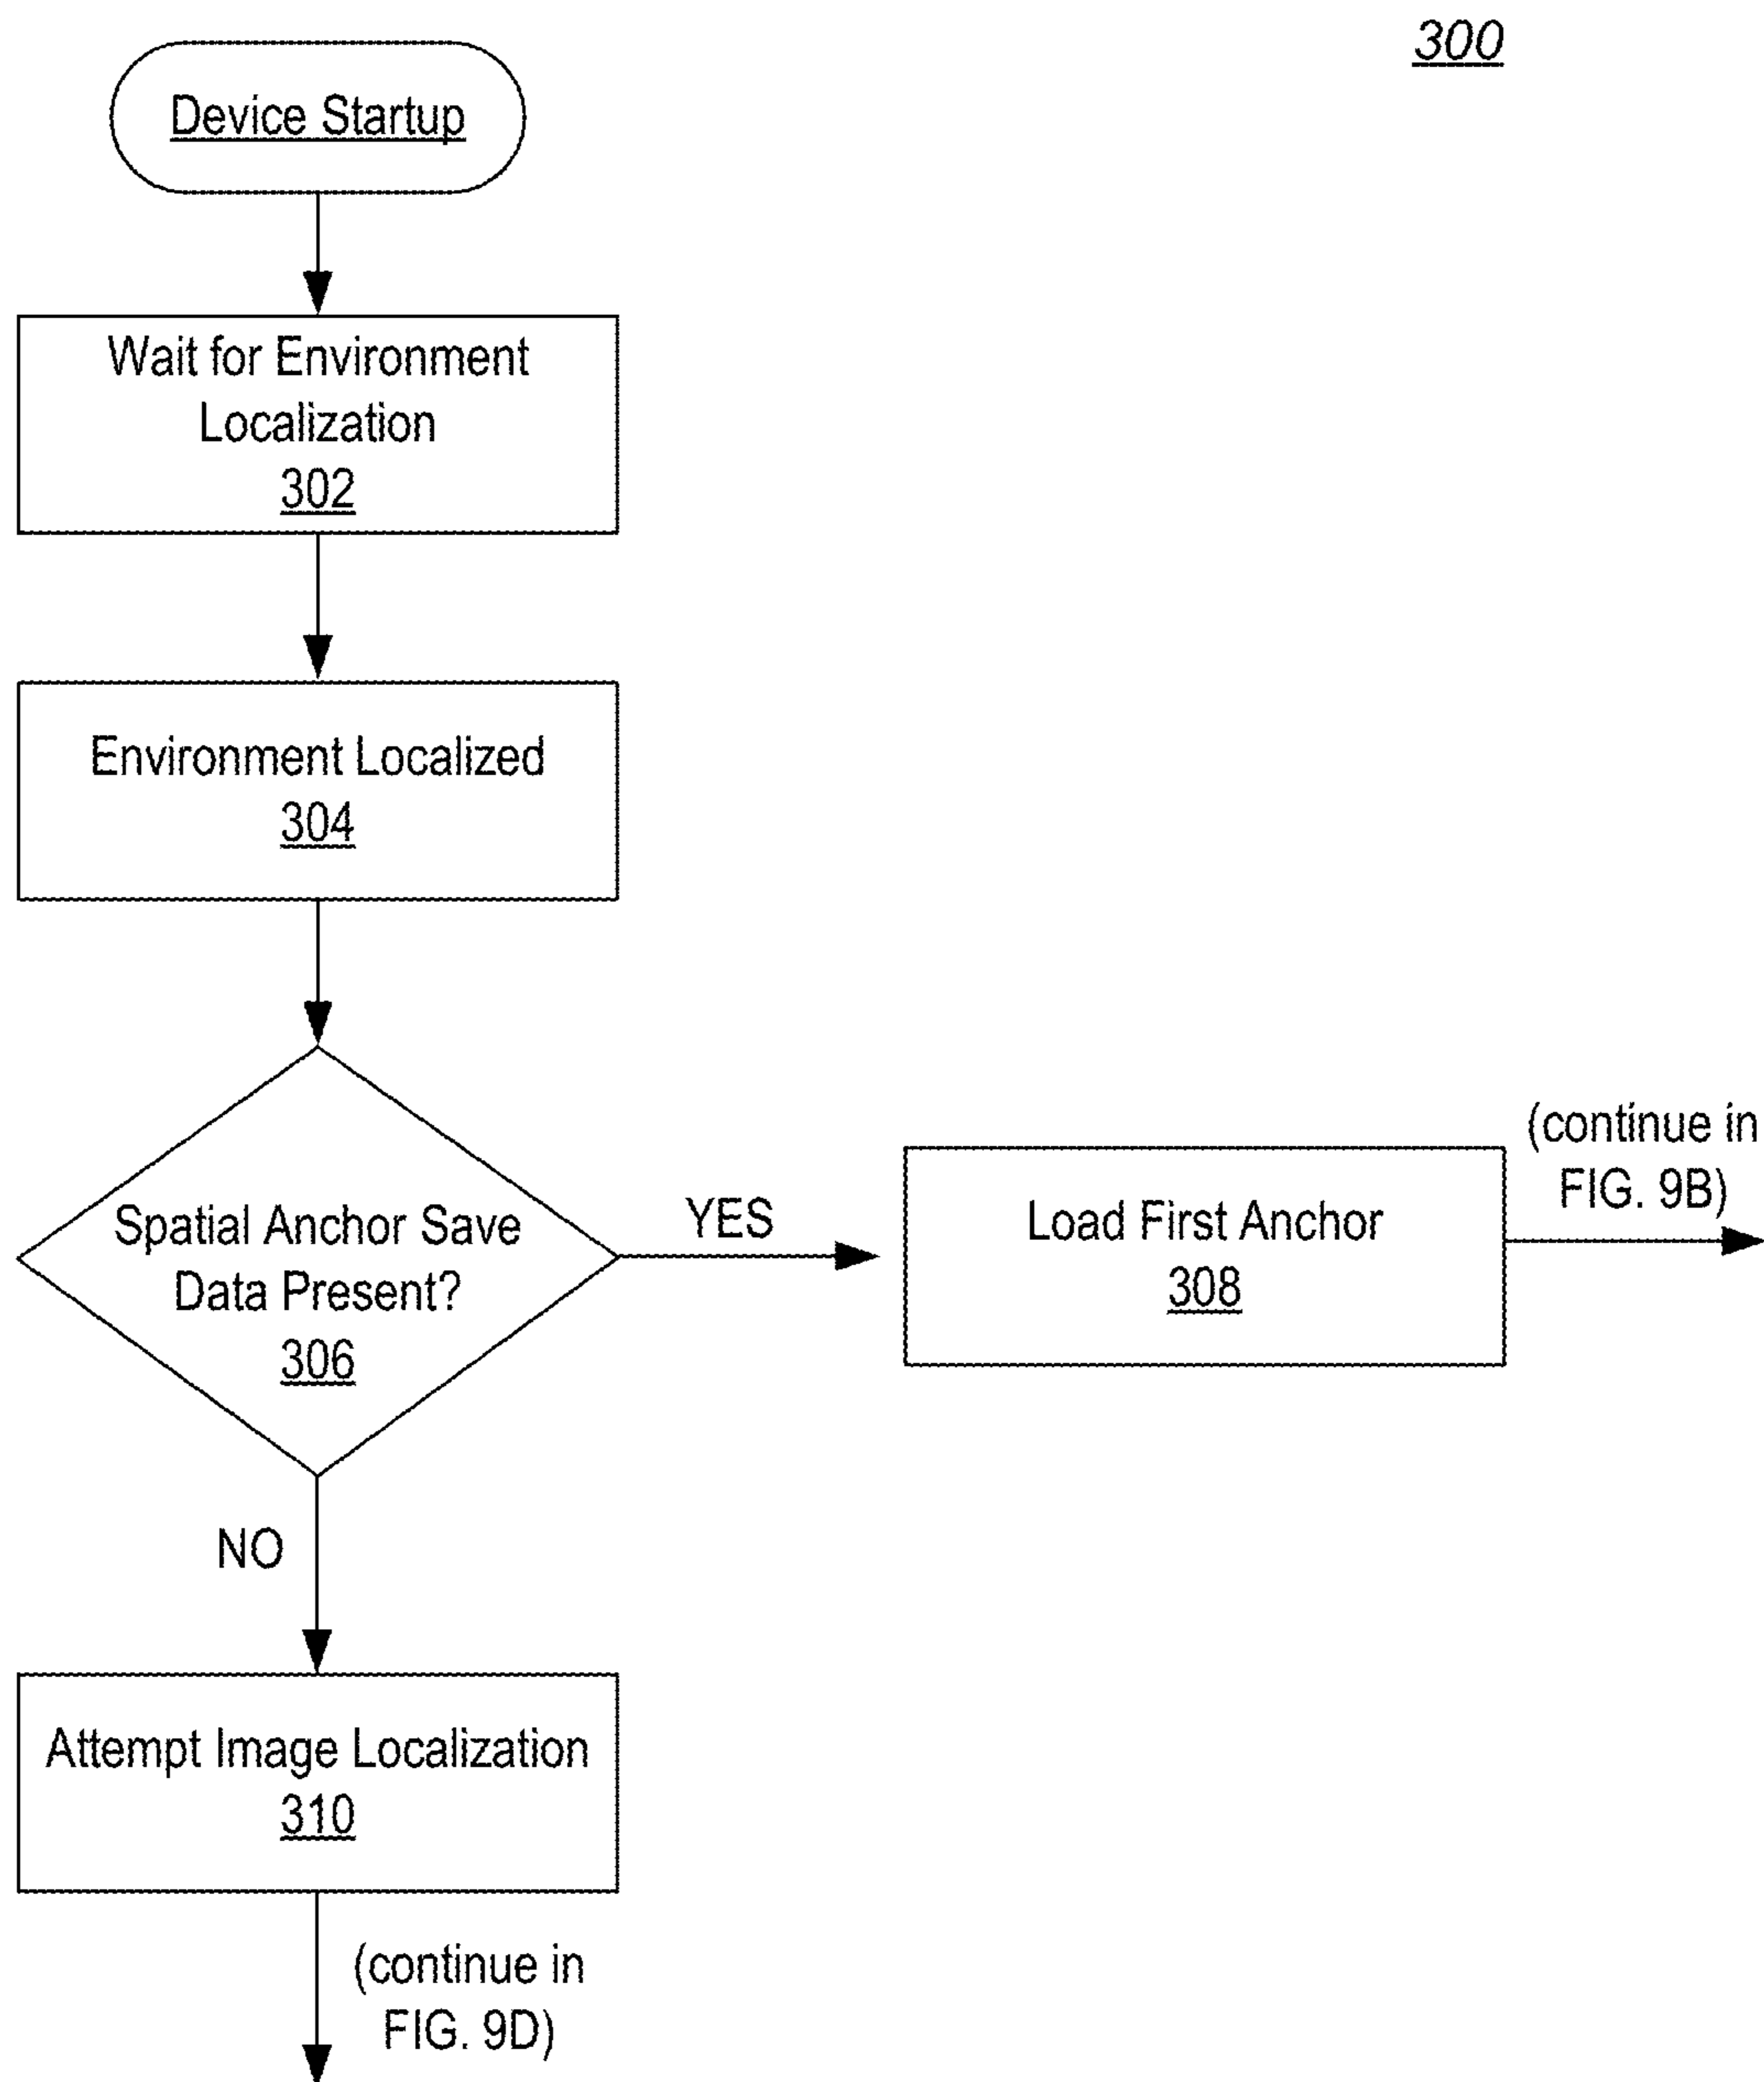 300
Device Startup
Wait for Environment
Localization
302
Environment Localized
304
Spatial Anchor Save
Data Present?
306
YES
Load First Anchor
308
(continue in
FIG. 9B)
NO
Attempt Image Localization
310
(continue in
FIG. 9D)